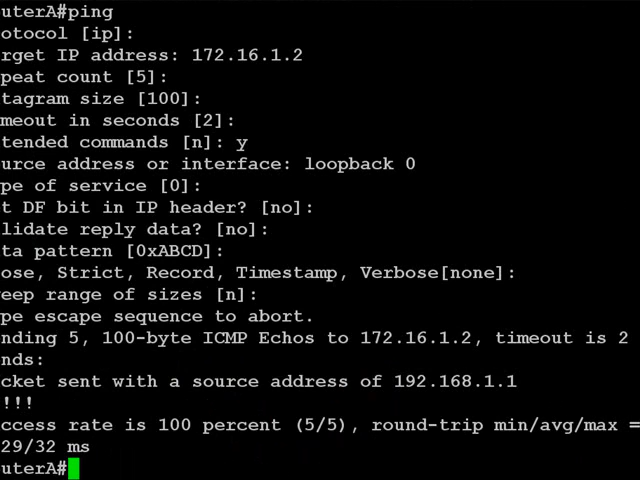 uterA#ping
otocol [ip]:
rget IP address: 172.16.1.2
peat count [5]:
tagram size [100]:
meout in seconds [2]:
tended commands [n]: y
urce address or interface: loopback 0
pe of service [0]:
t DF bit in IP header? [no]:
lidate reply data? [no]:
ta pattern [0xABCD]:
ose, Strict, Record, Timestamp, Verbose[none]:
eep range of sizes [n]:
pe escape sequence to abort.
nding 5, 100-byte ICMP Echos to 172.16.1.2, timeout is 2
nds:
cket sent with a source address of 192.168.1.1
!!!
ccess rate is 100 percent (5/5), round-trip min/avg/max =
29/32 ms
uterA#